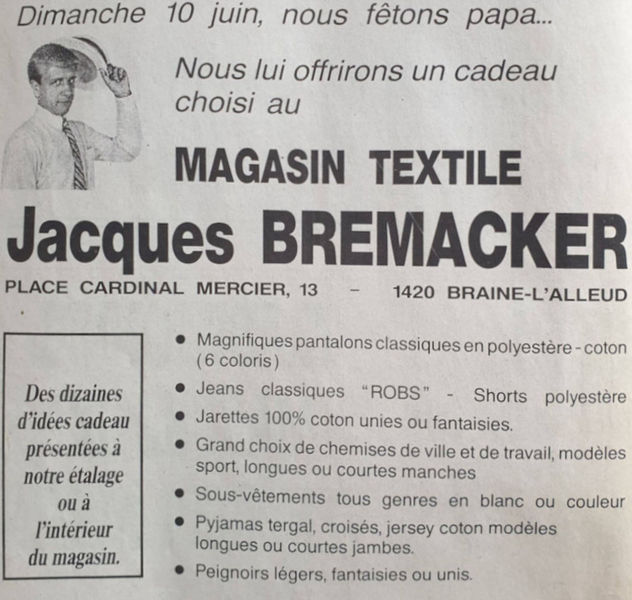 Dimanche 10 juin, nous fêtons papa...
Nous lui offrirons un cadeau
choisi au
MAGASIN TEXTILE
Jacques BREMACKER
PLACE CARDINAL MERCIER, 13 – 1420 BRAINE-L'ALLEUD
Des dizaines
d'idées cadeau
présentées à
notre étalage
ou à
l'intérieur
du magasin.
• Magnifiques pantalons classiques en polyestère - coton
(6 coloris)
• Jeans classiques "ROBS" - Shorts polyestère
• Jarettes 100% coton unies ou fantaisies.
• Grand choix de chemises de ville et de travail, modèles
sport, longues ou courtes manches
• Sous-vêtements tous genres en blanc ou couleur
• Pyjamas tergal, croisés, jersey coton modèles
longues ou courtes jambes.
• Peignoirs légers, fantaisies ou unis.